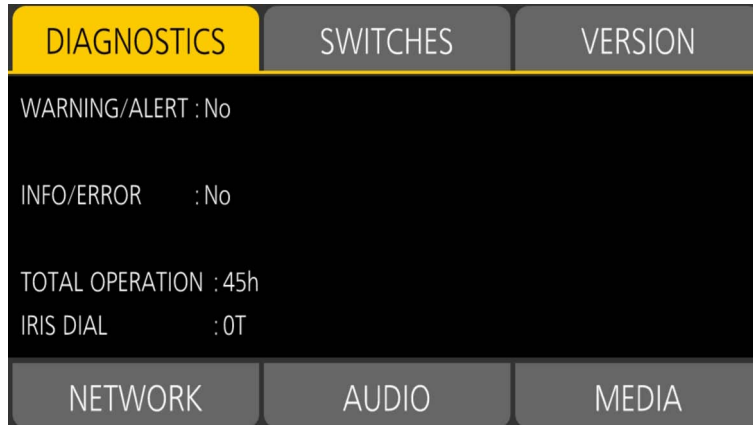 DIAGNOSTICS SWITCHES VERSION
WARNING/ALERT : No
INFO/ERROR : No
TOTAL OPERATION : 45h
IRIS DIAL : 0T
NETWORK AUDIO MEDIA